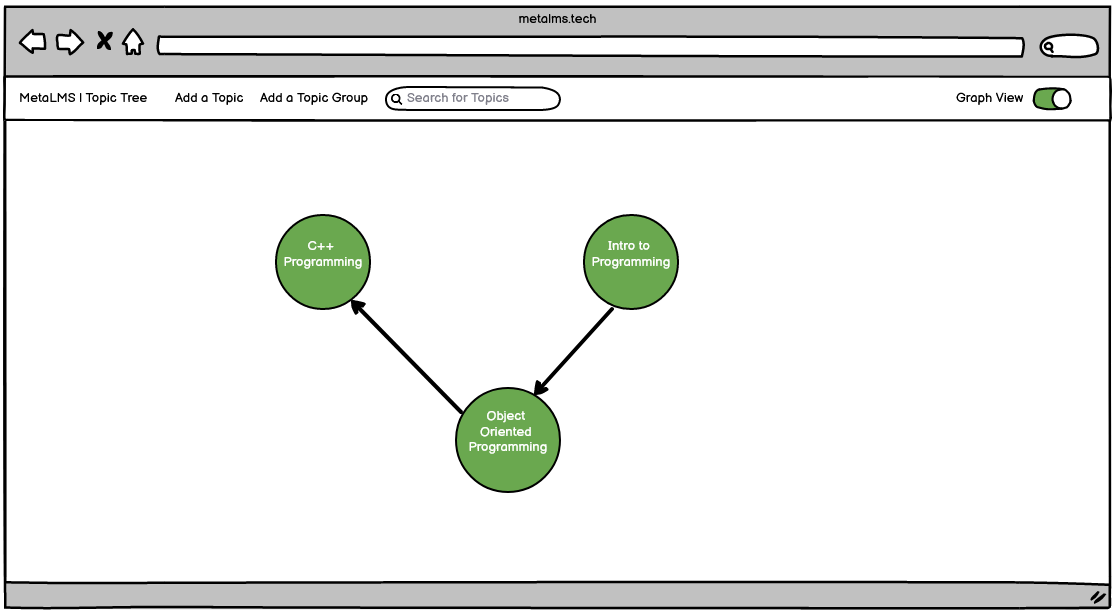 metalms.tech
MetaLMS | Topic Tree
Add a Topic
Add a Topic Group
Search for Topics
Graph View
C++
Programming
Intro to
Programming
Object
Oriented
Programming